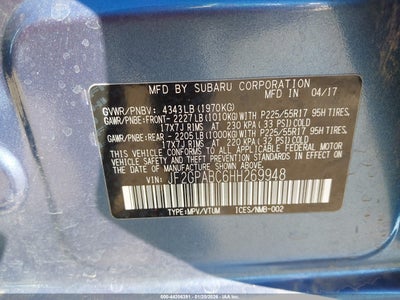 MFD BY SUBARU CORPORATION
MFD IN 04/17
GVWR/PNBV: 4343LB (1970KG)
GAWR/PNBE:FRONT- 2227LB (1010KG)WITH P225/55R17 95H TIRES,
17X7J RIMS AT 230 KPA (33 PSI)COLD
GAWR/PNBE:REAR - 2205LB (1000KG)WITH P225/55R17 95H TIRES,
17X7J RIMS AT 220 KPA (32 PSI)COLD
THIS VEHICLE CONFORMS TO ALL APPLICABLE FEDERAL MOTOR
VEHICLE SAFETY, BUMPER, AND THEFT PREVENTION STANDARDS
IN EFFECT ON THE DATE OF MANUFACTURE SHOWN ABOVE.
VIN: JF2GPABC6HH269948
TYPE:MPV/VTUM ICES/NMB-002